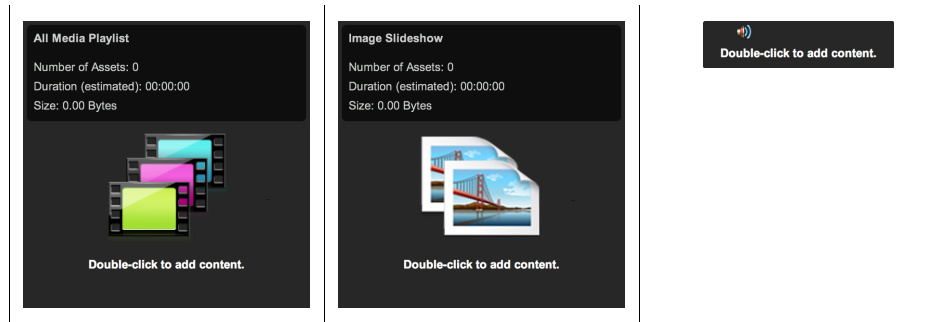 All Media Playlist
Number of Assets: 0
Duration (estimated): 00:00:00
Size: 0.00 Bytes
Double-click to add content.
Image Slideshow
Number of Assets: 0
Duration (estimated): 00:00:00
Size: 0.00 Bytes
Double-click to add content.
Double-click to add content.